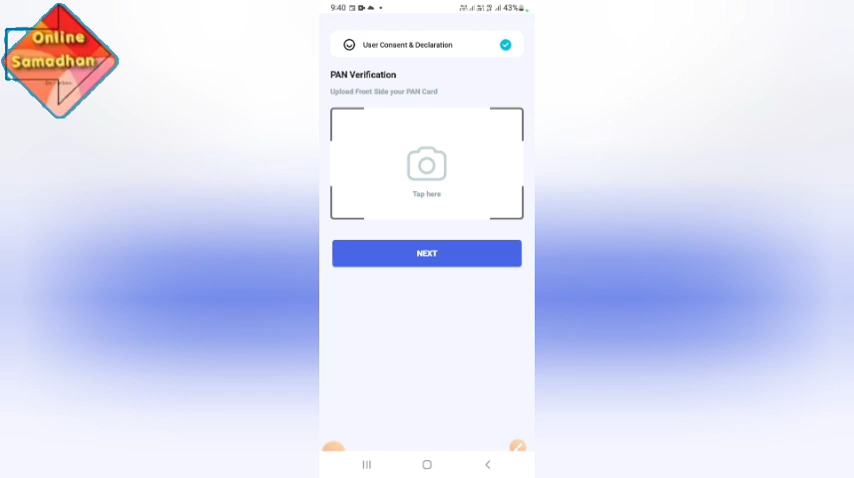 Online
Samadhan
9:40
43%
User Consent & Declaration
PAN Verification
Upload Front Side your PAN Card
Tap here
NEXT